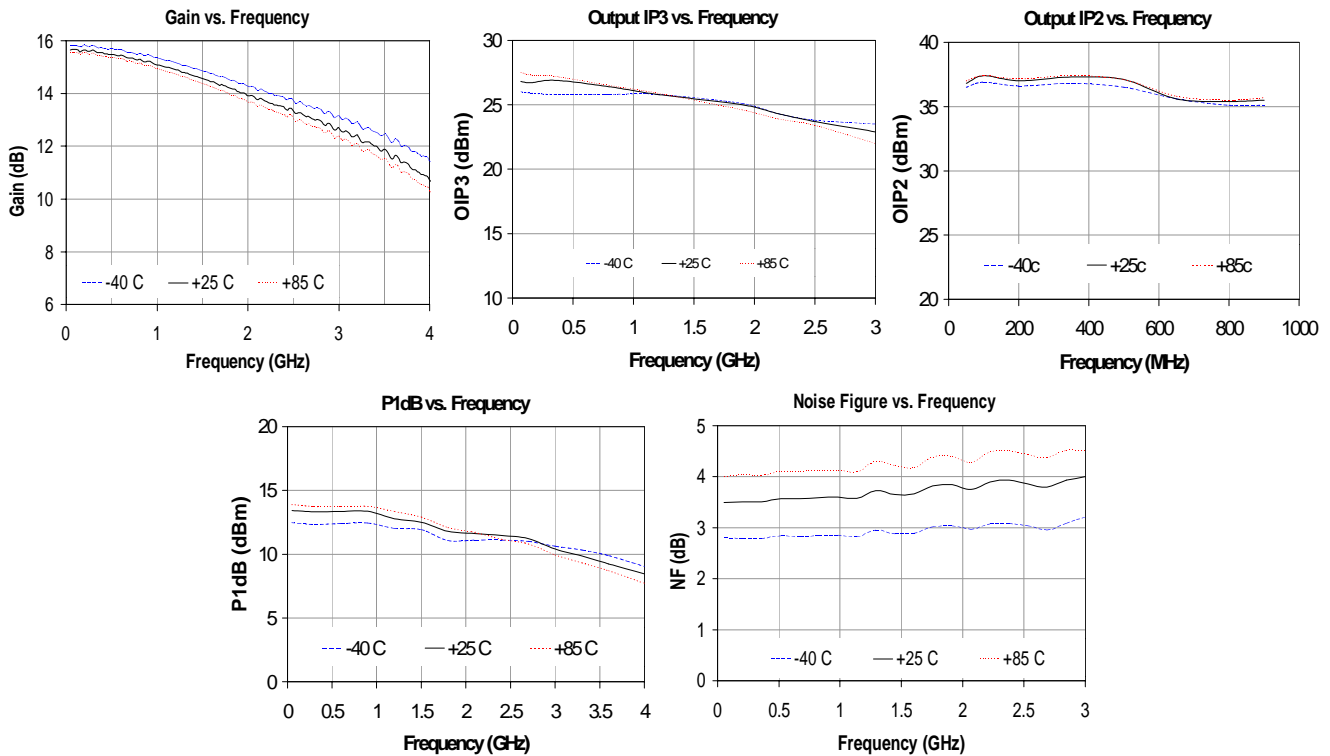 Gain vs. Frequency
16
14
12
10
8
6
Gain (dB)
-40 C
+25 C
+85 C
0
1
2
3
4
Frequency (GHz)
Output IP3 vs. Frequency
30
25
20
15
10
OIP3 (dBm)
-40 C
+25 C
+85 C
0
0.5
1
1.5
2
2.5
3
Frequency (GHz)
Output IP2 vs. Frequency
40
35
30
25
20
OIP2 (dBm)
-40c
+25c
+85c
0
200
400
600
800
1000
Frequency (MHz)
P1dB vs. Frequency
20
15
10
5
0
P1dB (dBm)
-40 C
+25 C
+85 C
0
0.5
1
1.5
2
2.5
3
3.5
4
Frequency (GHz)
Noise Figure vs. Frequency
5
4
3
2
1
0
NF (dB)
-40 C
+25 C
+85 C
0
0.5
1
1.5
2
2.5
3
Frequency (GHz)